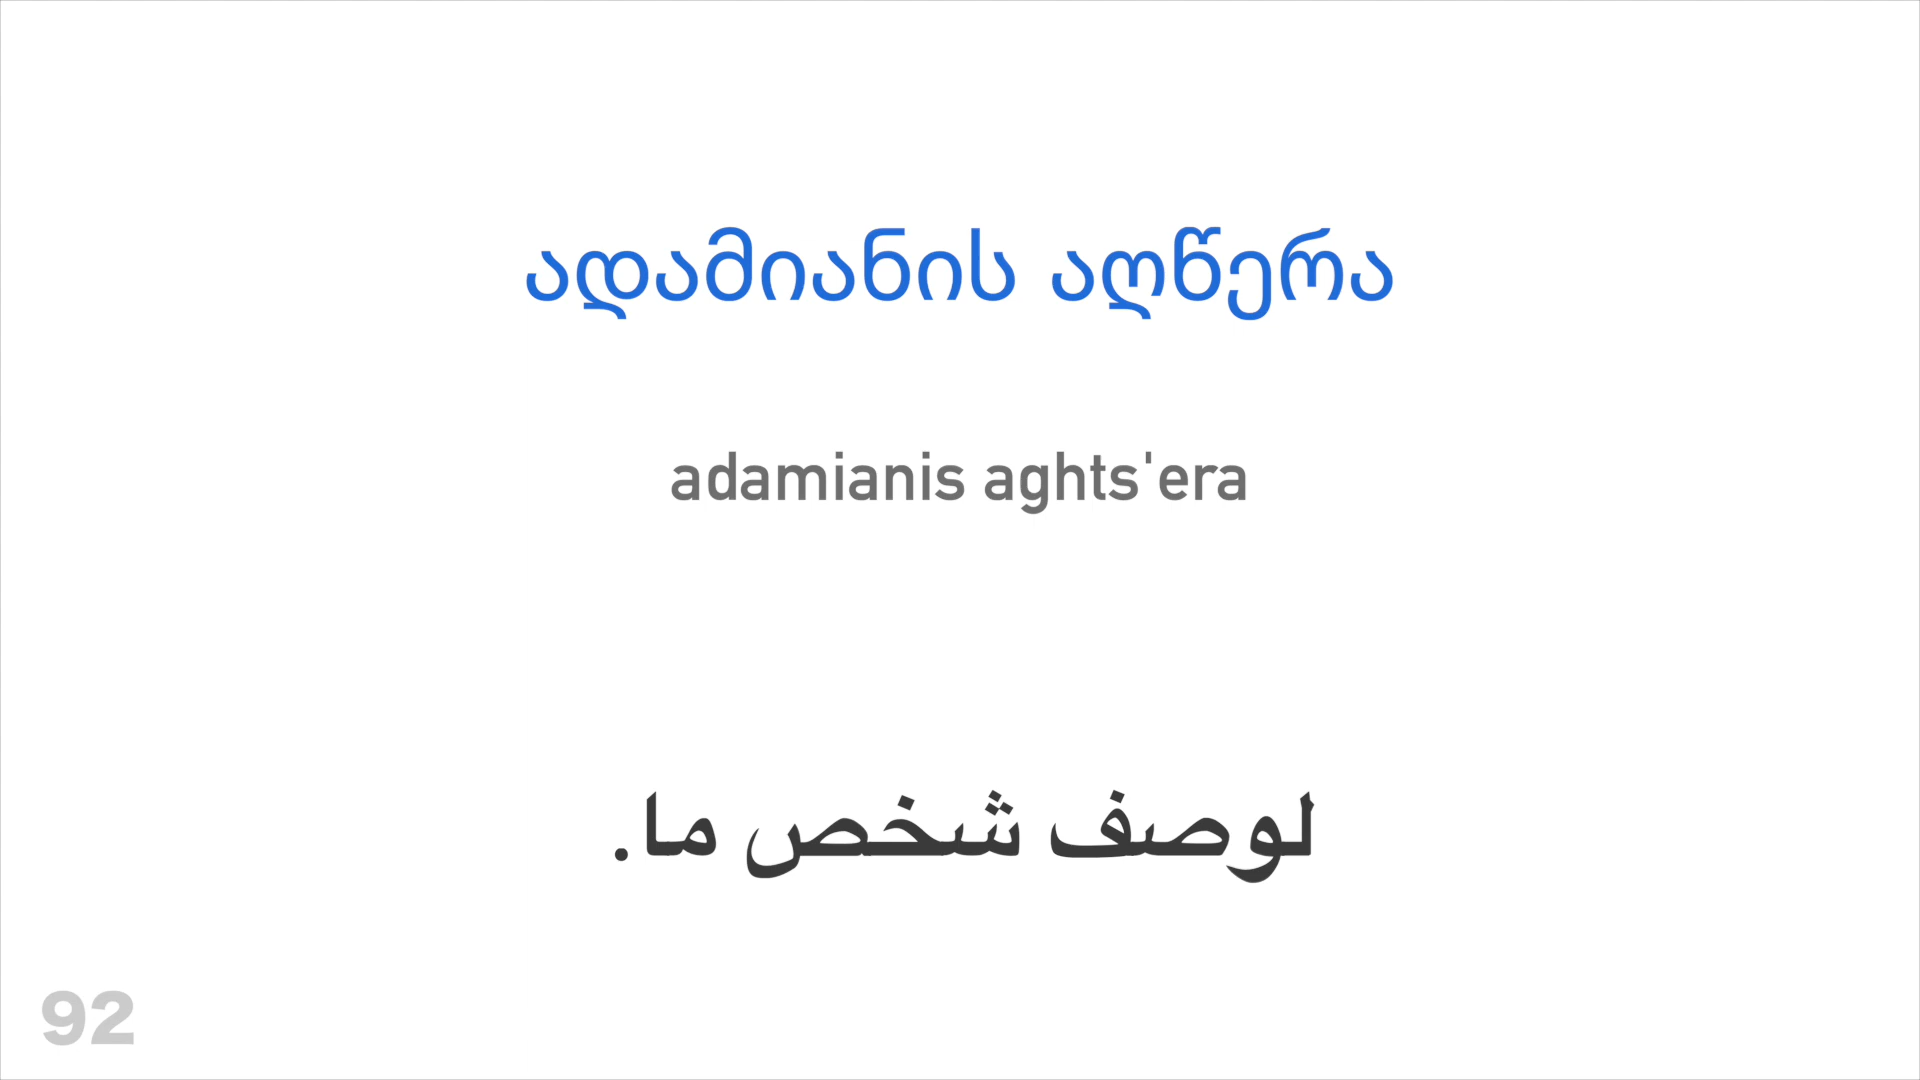 ადამიანის აღწერა
adamianis aghts'era
لوصف شخص ما.
92